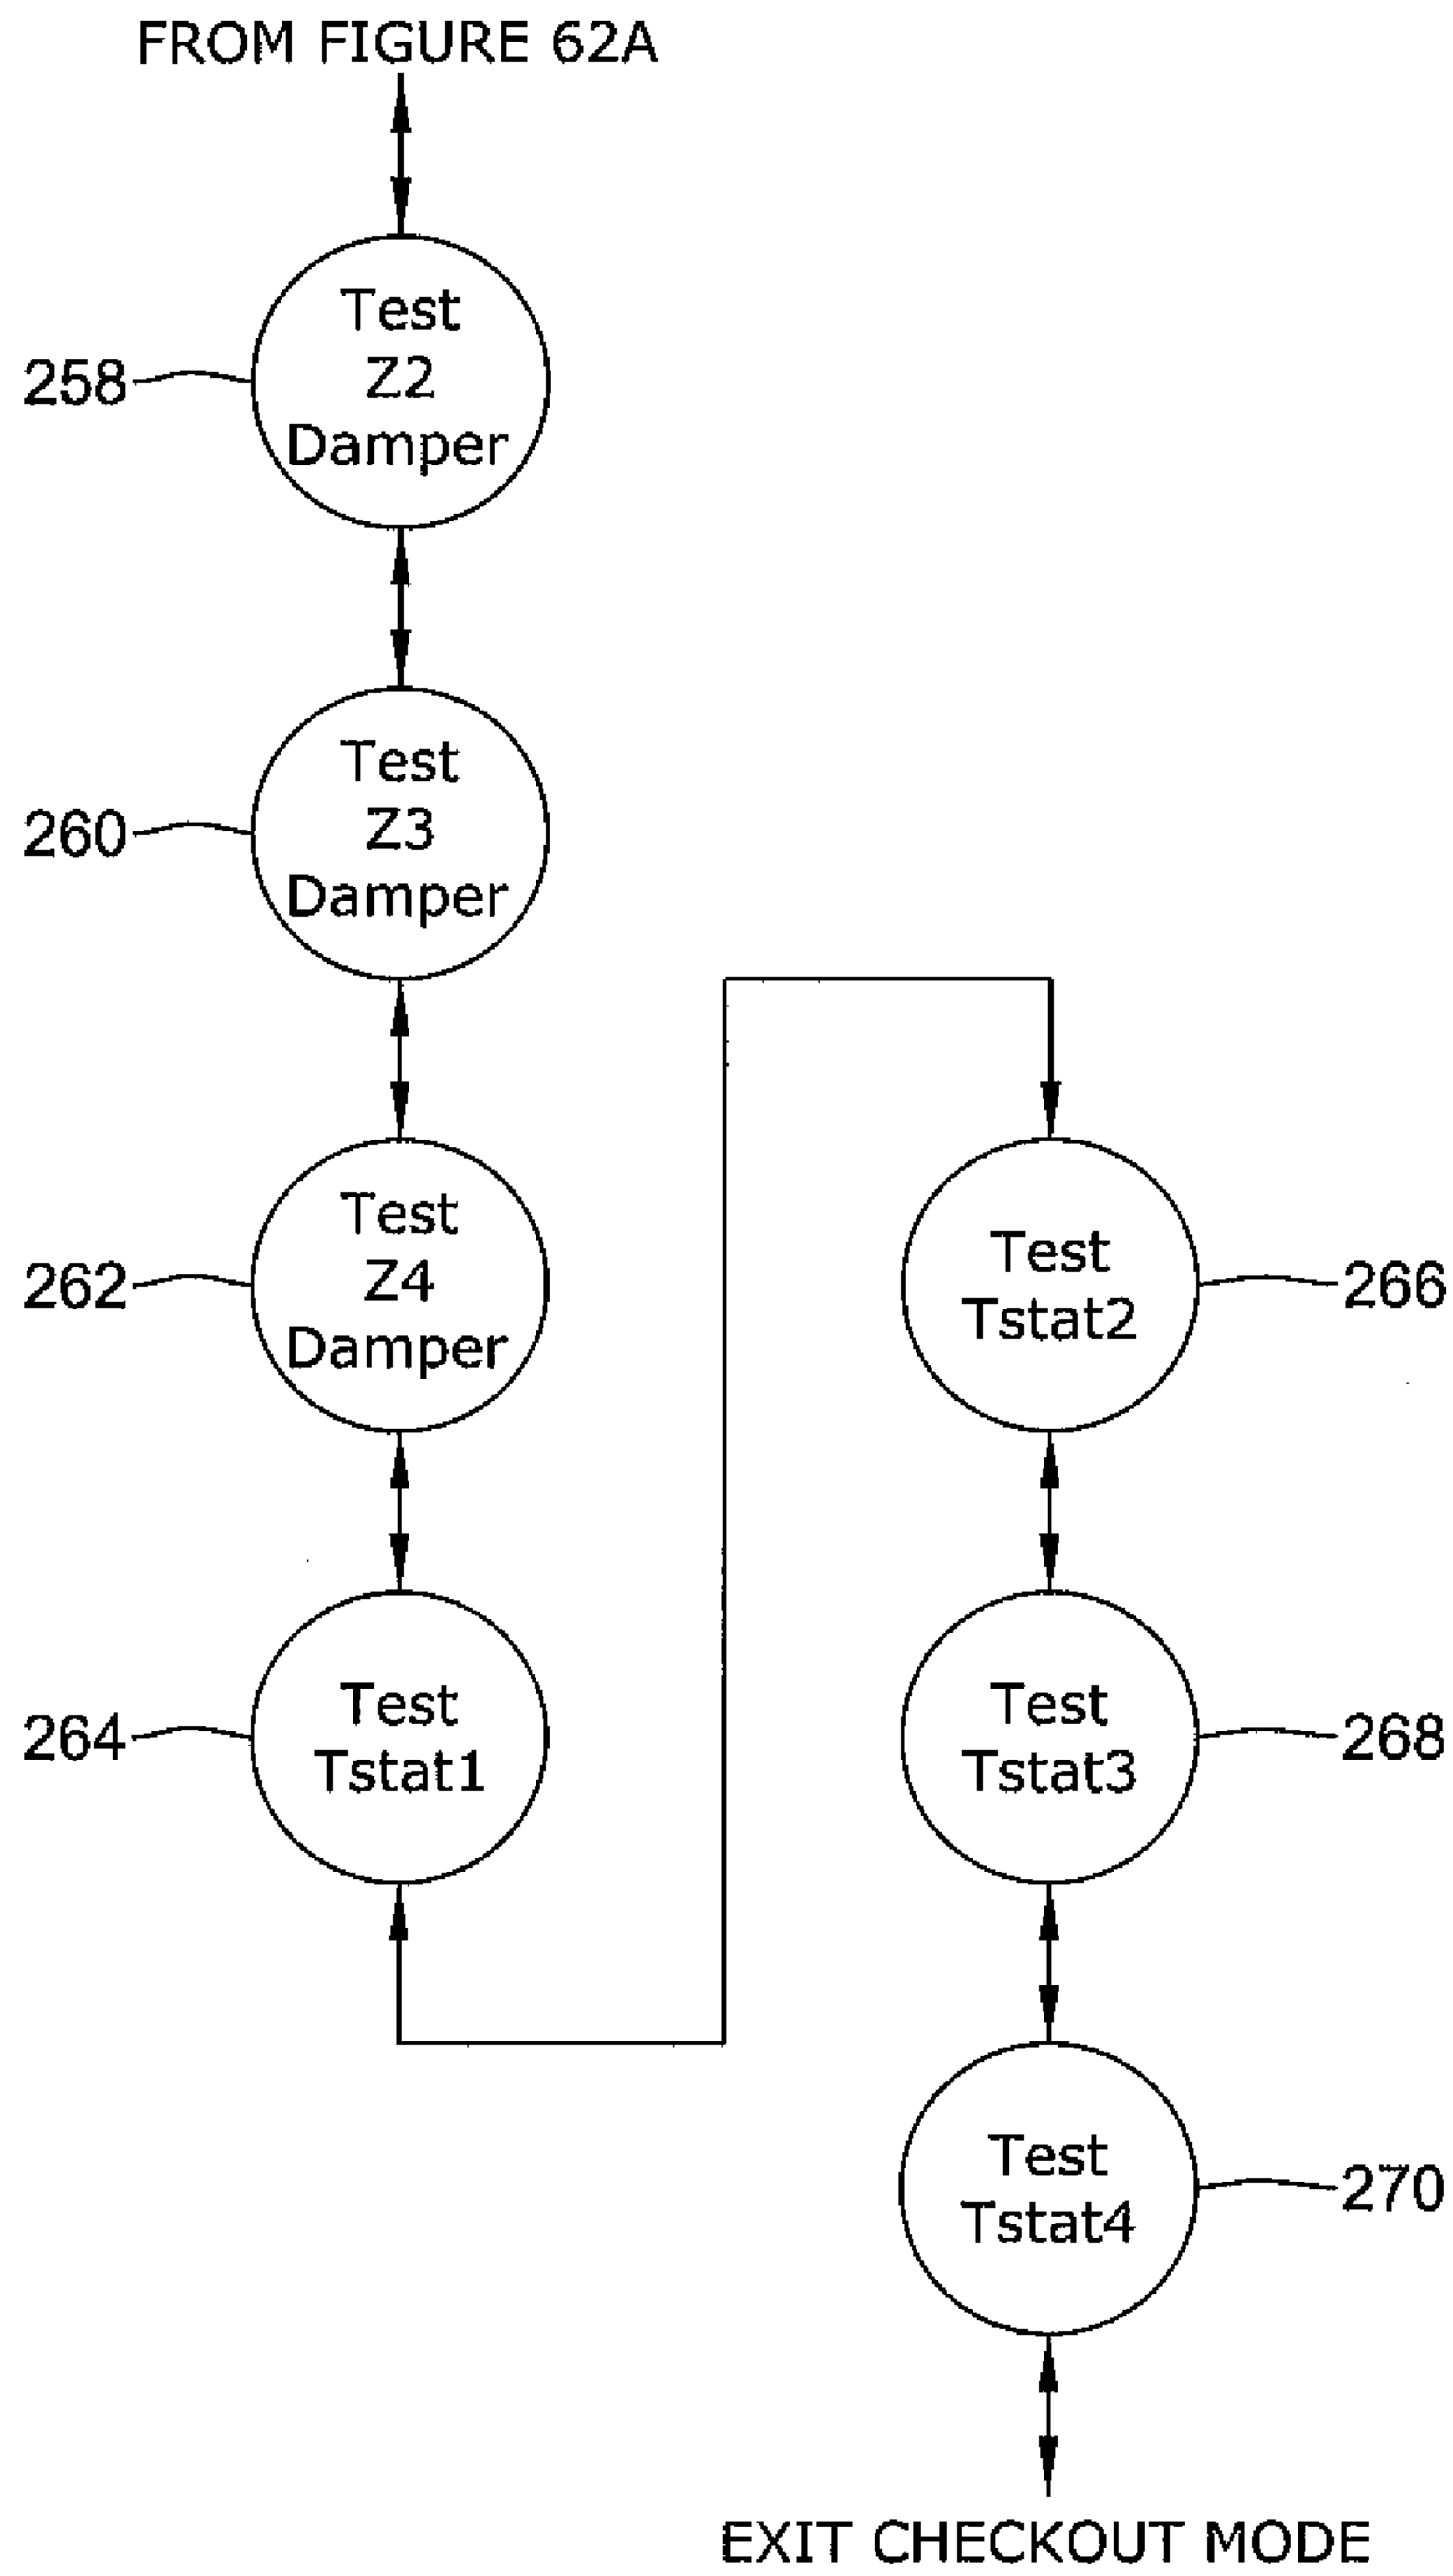 FROM FIGURE 62A
Test
Z2
Damper
258
Test
Z3
Damper
260
Test
Z4
Damper
262
Test
Tstat1
264
Test
Tstat2
266
Test
Tstat3
268
Test
Tstat4
270
EXIT CHECKOUT MODE